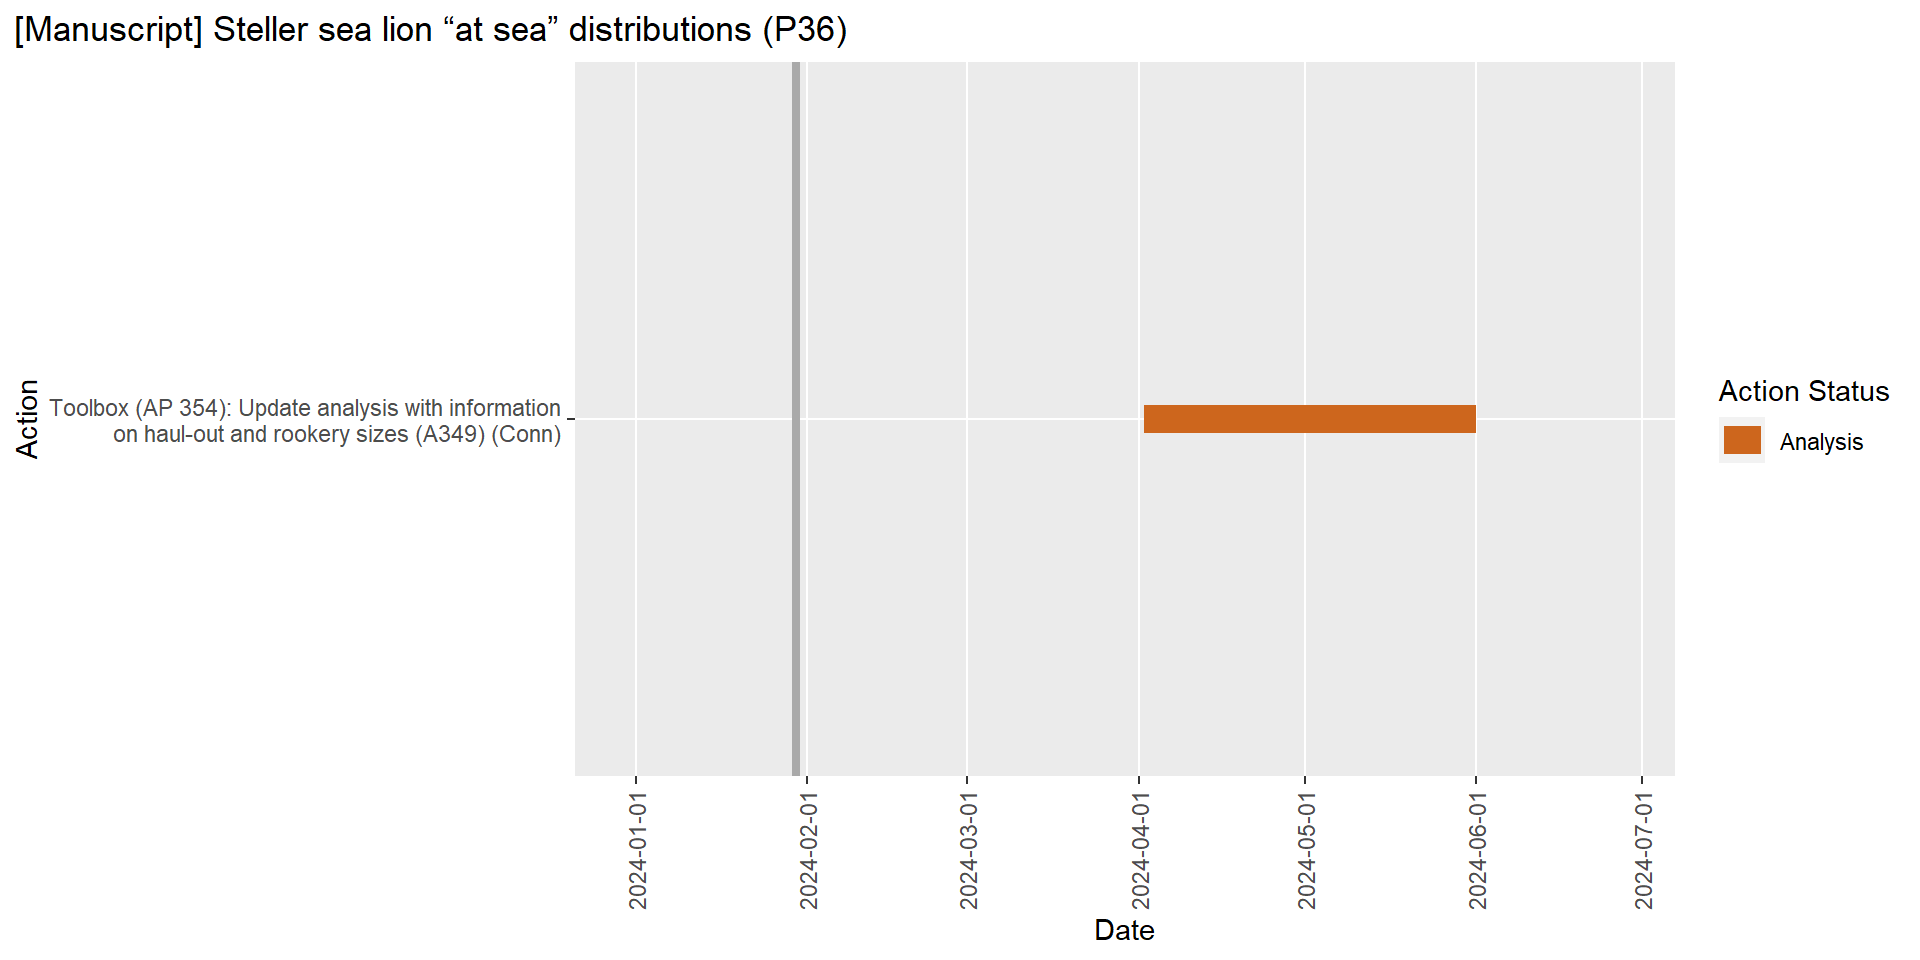 [Manuscript] Steller sea lion “at sea” distributions (P36)
Action
Toolbox (AP 354): Update analysis with information
on haul-out and rookery sizes (A349) (Conn)
2024-01-01
2024-02-01
2024-03-01
2024-04-01
2024-05-01
2024-06-01
2024-07-01
Date
Action Status
Analysis